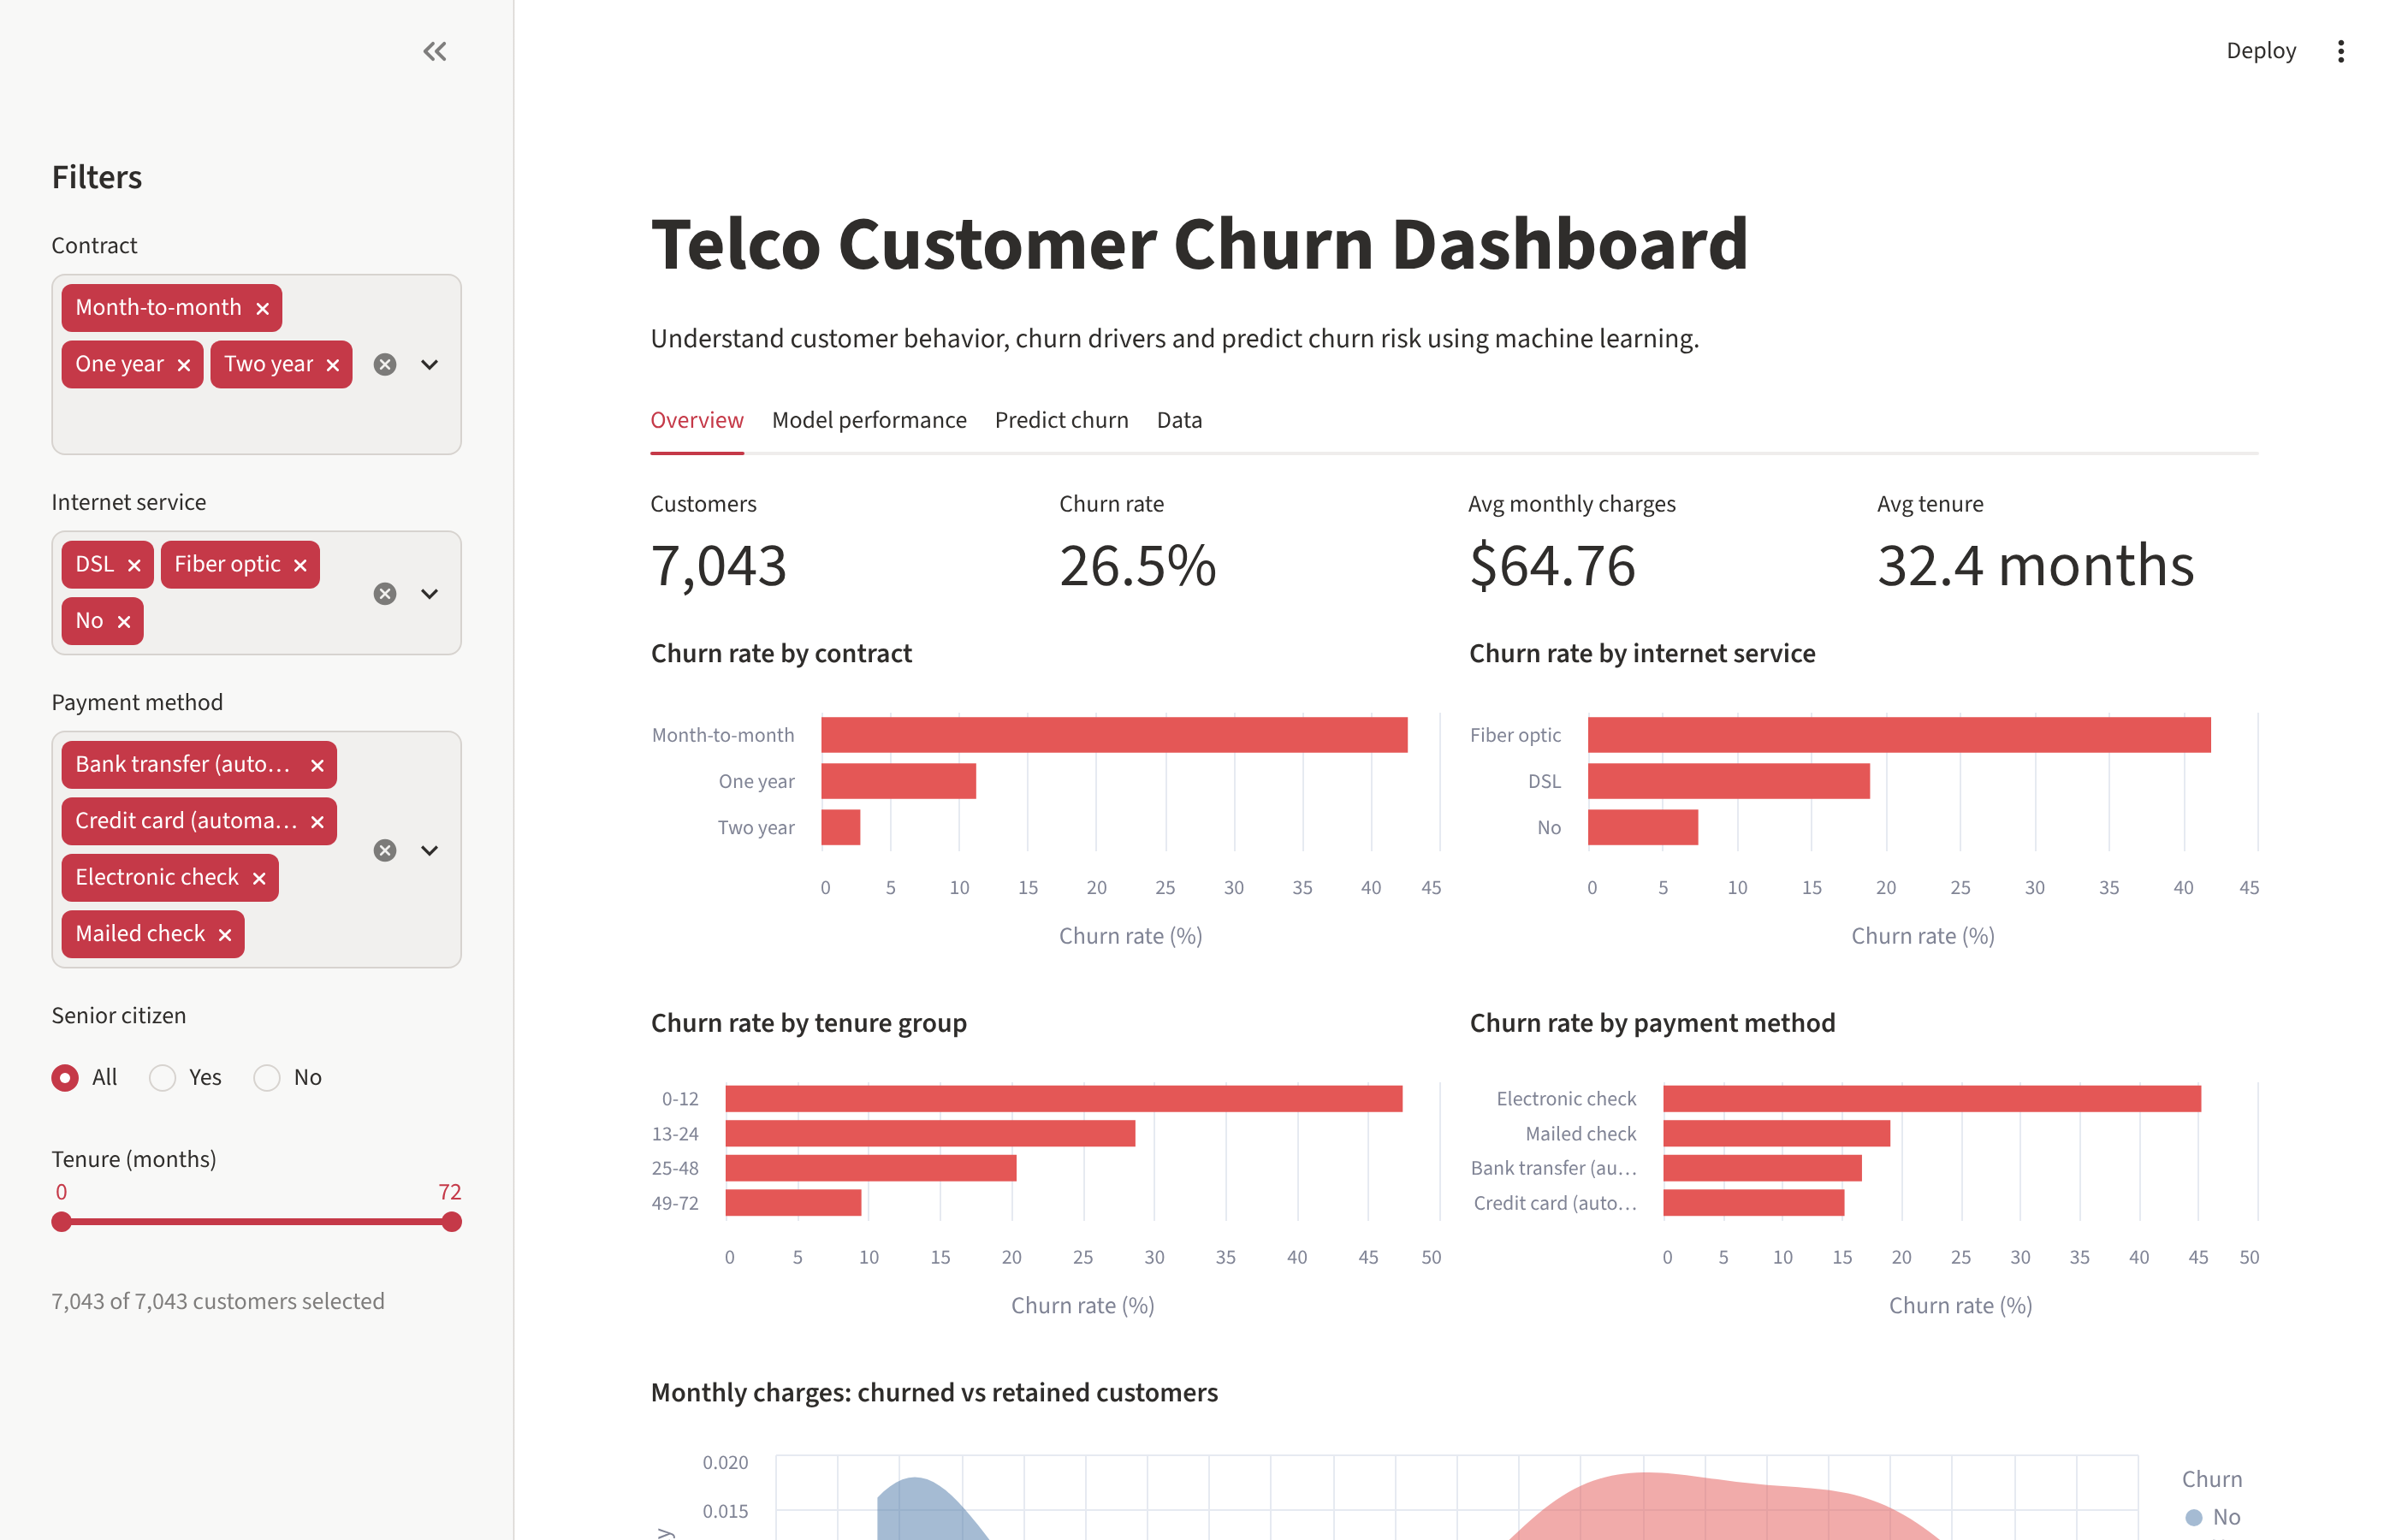 Deploy
Filters
Contract
Month-to-month
One year Two year
Internet service
DSL Fiber optic
No
Payment method
Bank transfer (auto…
Credit card (automa…
Electronic check
Mailed check
Senior citizen
All Yes No
Tenure (months)
0 72
7,043 of 7,043 customers selected
Telco Customer Churn Dashboard
Understand customer behavior, churn drivers and predict churn risk using machine learning.
Overview Model performance Predict churn Data
Customers Churn rate Avg monthly charges Avg tenure
7,043 26.5% $64.76 32.4 months
Churn rate by contract
Month-to-month
One year
Two year
0 5 10 15 20 25 30 35 40 45
Churn rate (%)
Churn rate by internet service
Fiber optic
DSL
No
0 5 10 15 20 25 30 35 40 45
Churn rate (%)
Churn rate by tenure group
0-12
13-24
25-48
49-72
0 5 10 15 20 25 30 35 40 45 50
Churn rate (%)
Churn rate by payment method
Electronic check
Mailed check
Bank transfer (au…
Credit card (auto…
0 5 10 15 20 25 30 35 40 45 50
Churn rate (%)
Monthly charges: churned vs retained customers
0.020
0.015
Churn
No